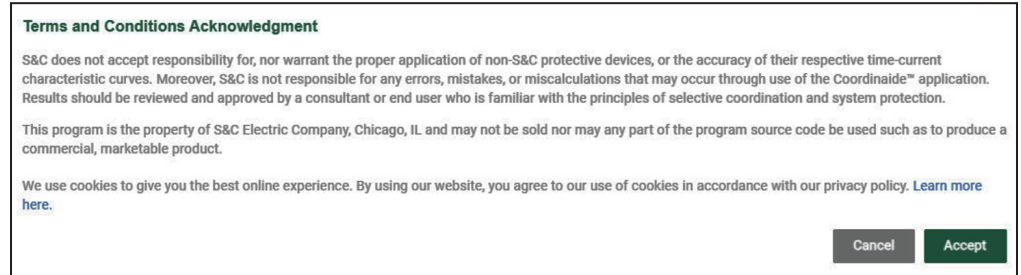 Terms and Conditions Acknowledgment
S&C does not accept responsibility for, nor warrant the proper application of non-S&C protective devices, or the accuracy of their respective time-current
characteristic curves. Moreover, S&C is not responsible for any errors, mistakes, or miscalculations that may occur through use of the Coordinaide™ application.
Results should be reviewed and approved by a consultant or end user who is familiar with the principles of selective coordination and system protection.
This program is the property of S&C Electric Company, Chicago, IL and may not be sold nor may any part of the program source code be used such as to produce a
commercial, marketable product.
We use cookies to give you the best online experience. By using our website, you agree to our use of cookies in accordance with our privacy policy. Learn more
here.
Cancel Accept